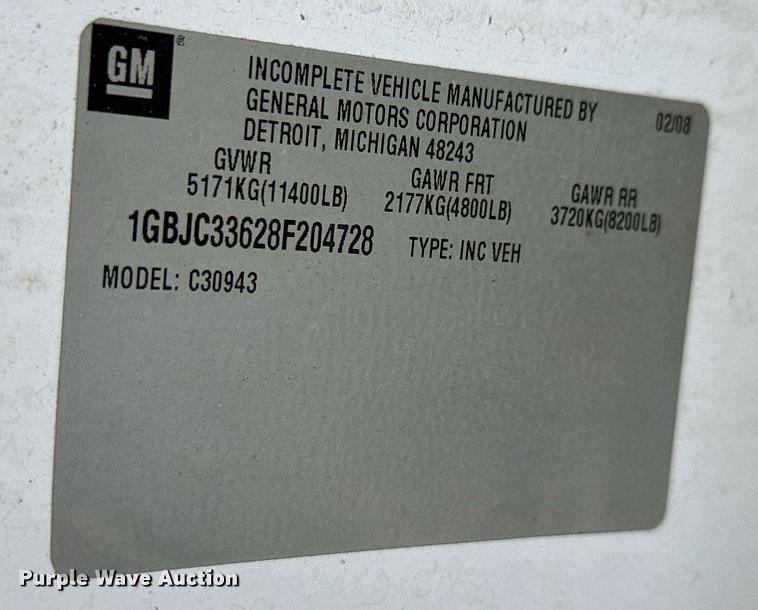 GM ®
INCOMPLETE VEHICLE MANUFACTURED BY
GENERAL MOTORS CORPORATION
DETROIT, MICHIGAN 48243
02/08
GVWR
5171KG(11400LB)
GAWR FRT
2177KG(4800LB)
GAWR RR
3720KG(8200LB)
1GBJC33628F204728
TYPE: INC VEH
MODEL: C30943
Purple Wave Auction